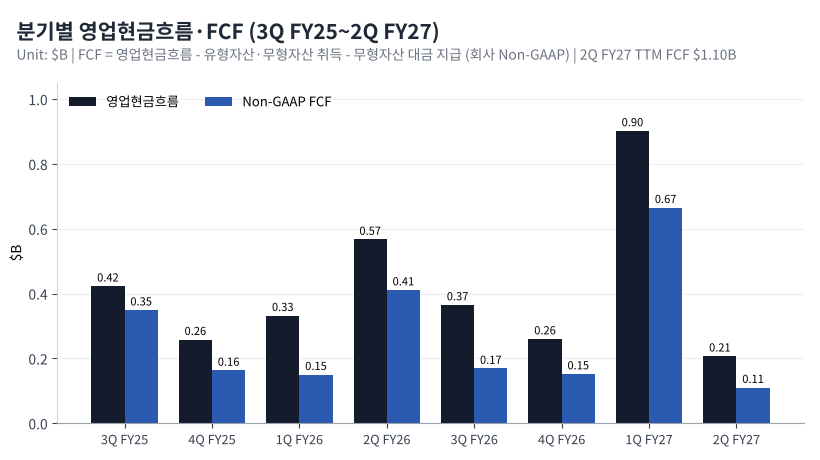 분기별 영업현금흐름·FCF (3Q FY25~2Q FY27)
Unit: $B | FCF = 영업현금흐름 - 유형자산·무형자산 취득 - 무형자산 대금 지급 (회사 Non-GAAP) | 2Q FY27 TTM FCF $1.10B
영업현금흐름 Non-GAAP FCF
$B
1.0
0.8
0.6
0.4
0.2
0.0
0.42 0.35
0.26 0.16
0.33 0.15
0.57 0.41
0.37 0.17
0.26 0.15
0.90 0.67
0.21 0.11
3Q FY25 4Q FY25 1Q FY26 2Q FY26 3Q FY26 4Q FY26 1Q FY27 2Q FY27